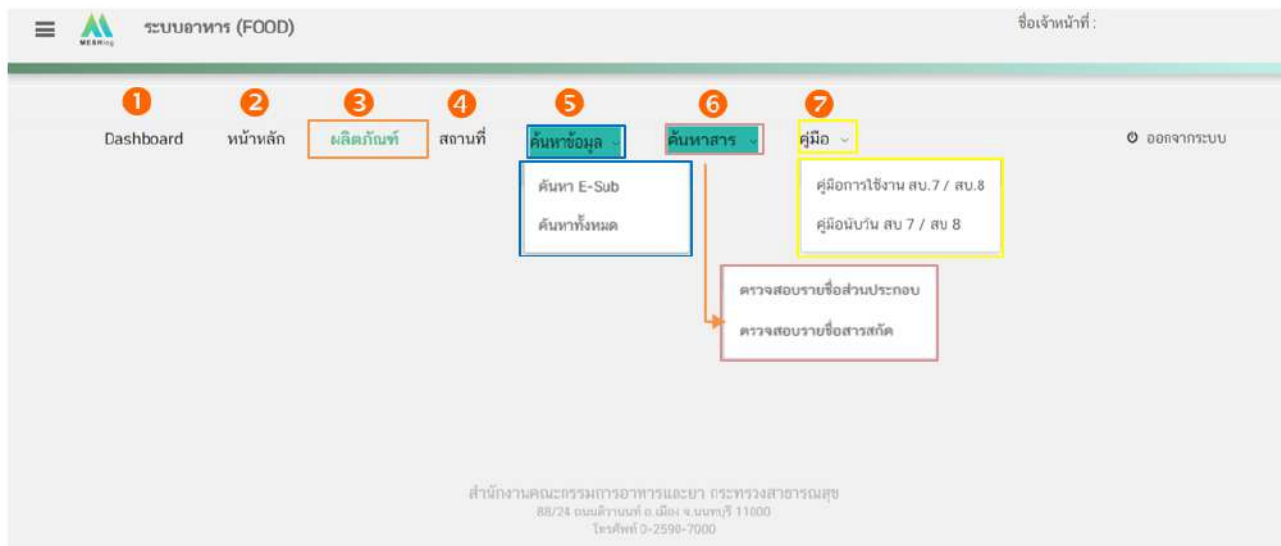 ระบบอาหาร (FOOD)
ชื่อเจ้าหน้าที่ :
MESHing
1 2 3 4 5 6 7
Dashboard หน้าหลัก ผลิตภัณฑ์ สถานที่ ค้นหาข้อมูล ค้นหาสาร คู่มือ ออกจากระบบ
ค้นหา E-Sub
ค้นหาทั้งหมด
คู่มือการใช้งาน สบ.7 / สบ.8
คู่มือนับวัน สบ 7 / สบ 8
ตรวจสอบรายชื่อส่วนประกอบ
ตรวจสอบรายชื่อสารสกัด
สำนักงานคณะกรรมการอาหารและยา กระทรวงสาธารณสุข
88/24 ถนนติวานนท์ อ.เมือง จ.นนทบุรี 11000
โทรศัพท์ 0-2590-7000